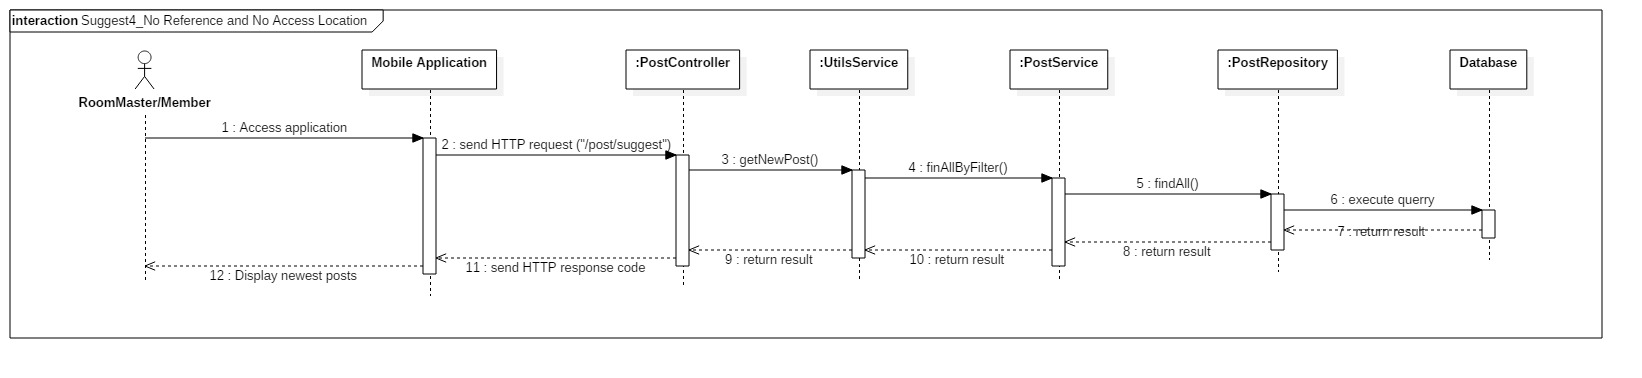 interaction Suggest4_No Reference and No Access Location
RoomMaster/Member
Mobile Application
:PostController
:UtilsService
:PostService
:PostRepository
Database
1 : Access application
2 : send HTTP request ("/post/suggest")
3 : getNewPost()
4 : finAllByFilter()
5 : findAll()
6 : execute querry
7 : return result
8 : return result
9 : return result
10 : return result
11 : send HTTP response code
12 : Display newest posts